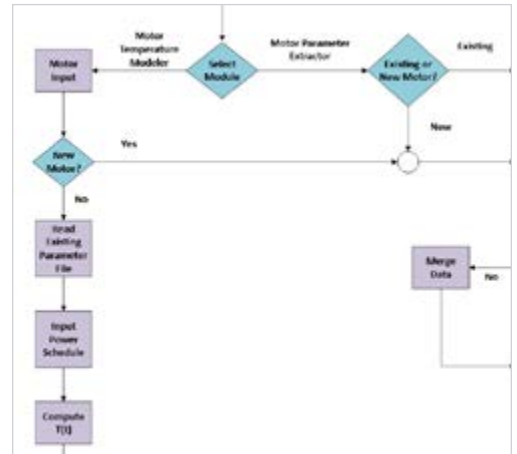 Motor
Temperature
Modeler
Motor Parameter
Extractor
Existing
Motor
Input
Select
Module
Existing or
New Motor?
New
Yes
New
Motor?
No
Read
Existing
Parameter
File
Merge
Data
No
Input
Power
Schedule
Compute
T(t)